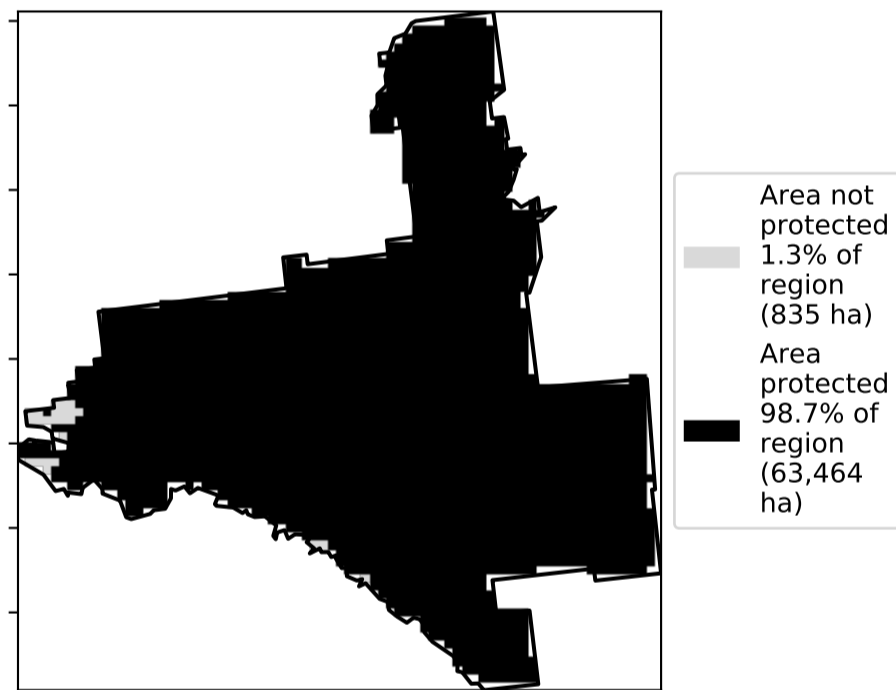 Area not
protected
1.3% of
region
(835 ha)
Area
protected
98.7% of
region
(63,464
ha)